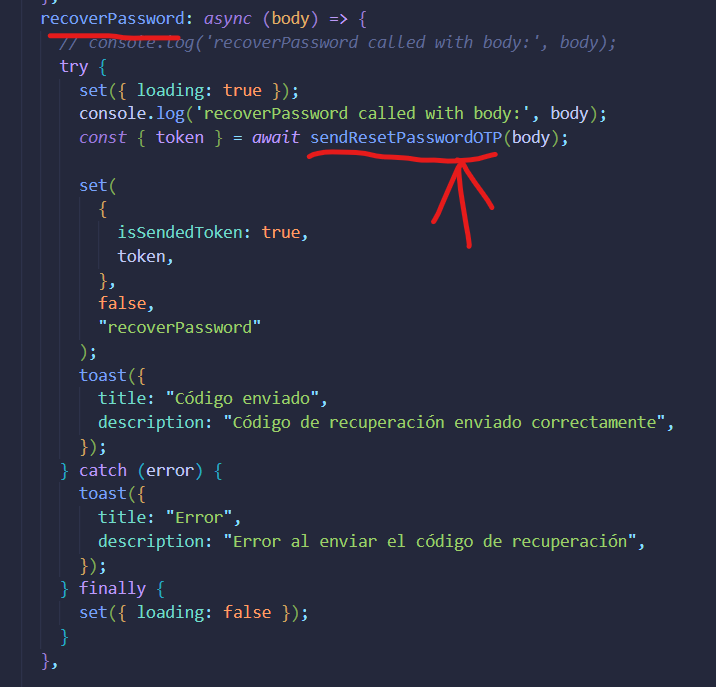 },
recoverPassword: async (body) => {
// console.log('recoverPassword called with body:', body);
try {
set({ loading: true });
console.log('recoverPassword called with body:', body);
const { token } = await sendResetPasswordOTP(body);
set(
{
isSendedToken: true,
token,
},
false,
"recoverPassword"
);
toast({
title: "Código enviado",
description: "Código de recuperación enviado correctamente",
});
} catch (error) {
toast({
title: "Error",
description: "Error al enviar el código de recuperación",
});
} finally {
set({ loading: false });
}
},